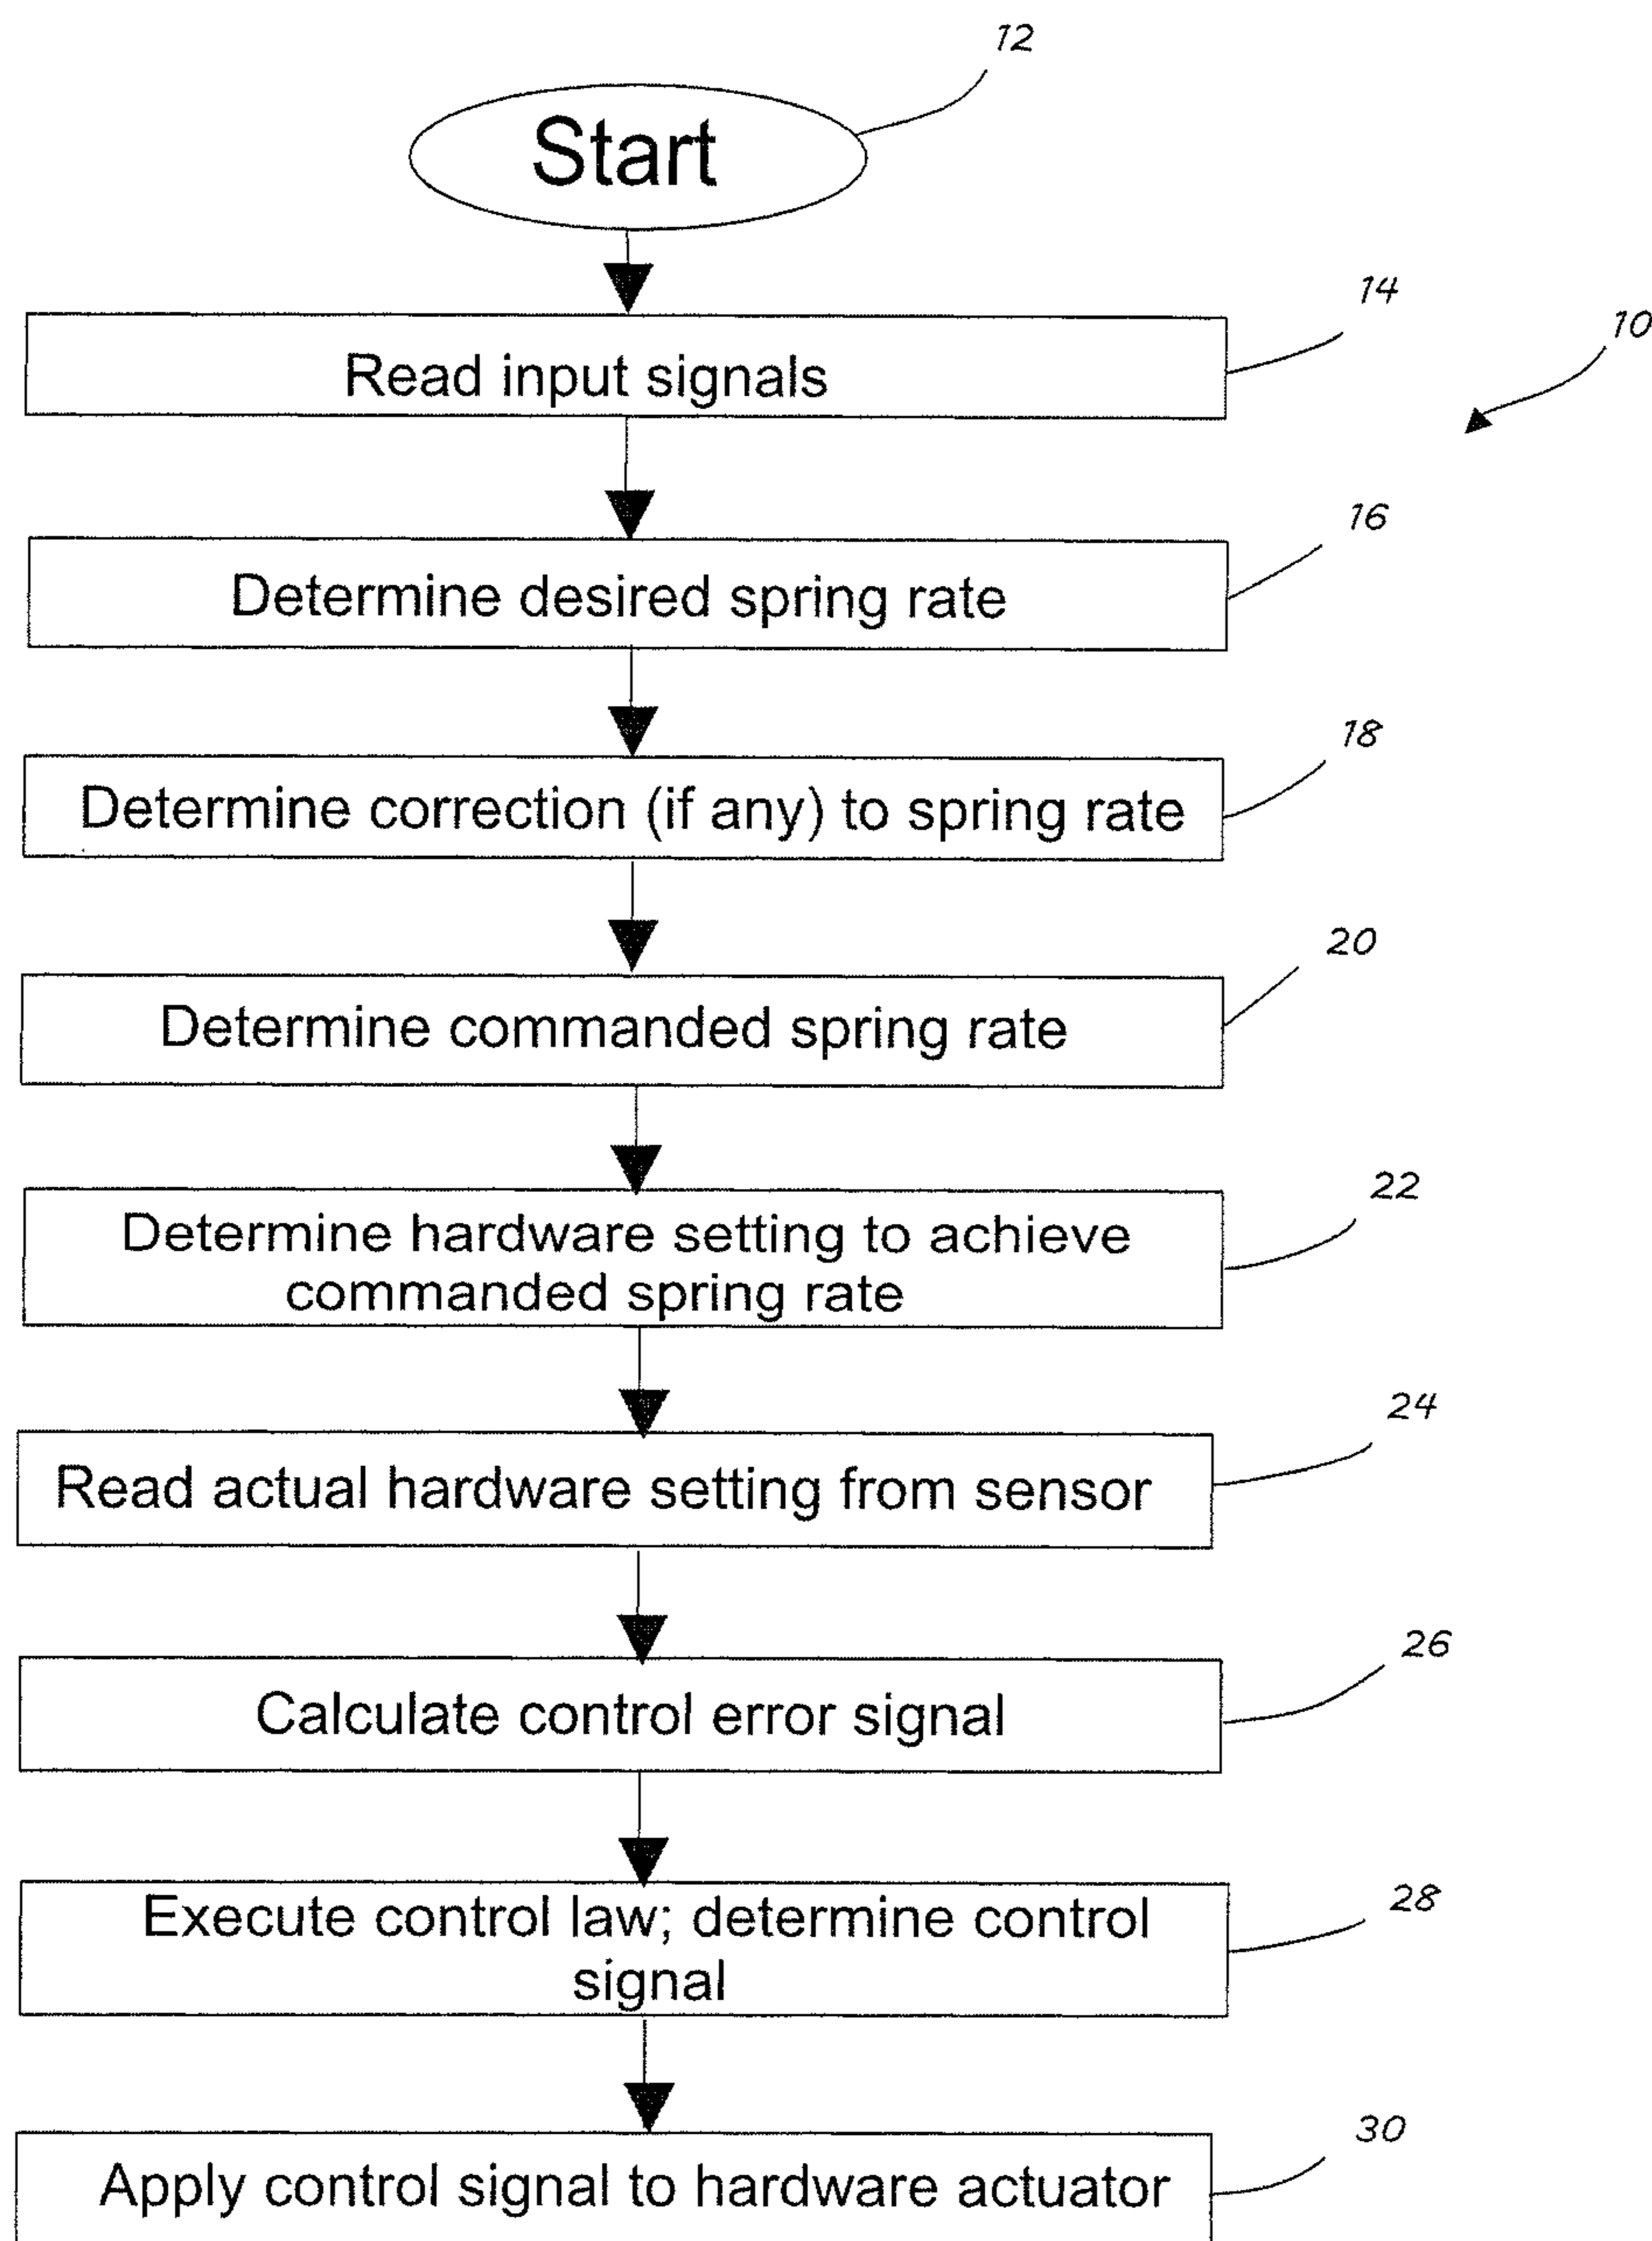 12
Start
14
Read input signals
10
16
Determine desired spring rate
18
Determine correction (if any) to spring rate
20
Determine commanded spring rate
22
Determine hardware setting to achieve
commanded spring rate
24
Read actual hardware setting from sensor
26
Calculate control error signal
28
Execute control law; determine control
signal
30
Apply control signal to hardware actuator